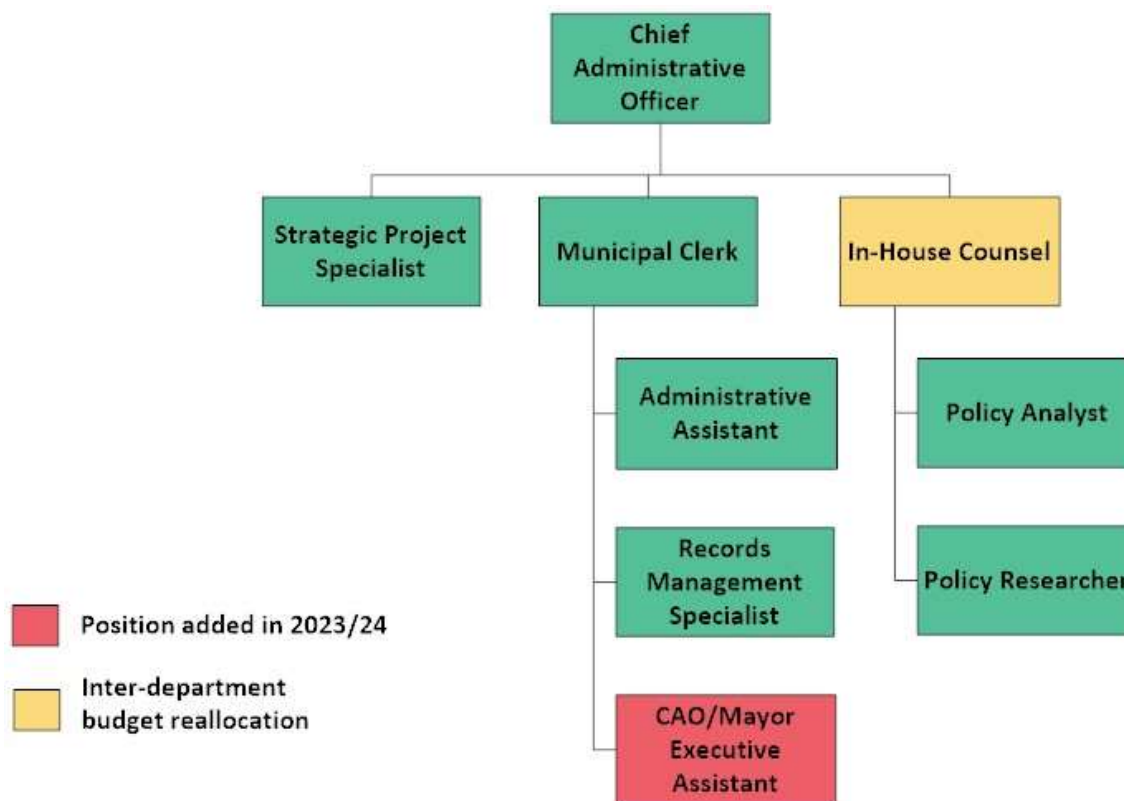 Chief
Administrative
Officer
Strategic Project
Specialist
Municipal Clerk
In-House Counsel
Administrative
Assistant
Policy Analyst
Records
Management
Specialist
Policy Researcher
Position added in 2023/24
Inter-department
budget reallocation
CAO/Mayor
Executive
Assistant